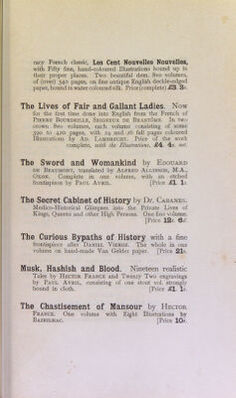 rary French classic, Les Cent Nouvelles Nouvelles,
with Fifty fine, hand-coloured Illustrations bound up in
their proper places. Two beautiful demi. 8vo volumes,
of (over) 340 pages, on fine antique English deckle-edged
paper, bound in water-coloured silk. Price (complete) £3. 3s.
The Lives of Fair and Gallant Ladies. Now
for the first time done into English from the French of
PIERRE BOURDEILLE, SEIGNEUR DE BRANTÔME. In two
crown 8vo volumes, each volume consisting of some
390 to 420 pages, with 24 and 26 full pages coloured
Illustrations by AD. LAMBRECHT. Price of the work
complete, with the Illustrations, £4. 4s. net.
The Sword and Womankind by EDOUARD
DE BEAUMONT, translated by ALFRED ALLINSON, M.A.,
OXON. Complete in one volume, with an etched
frontispiece by PAUL AVRIL. [Price £1. 1s.
The Secret Cabinet of History by DR. CABANES.
Medico-Historical Glimpses into the Private Lives of
Kings, Queens and other High Persons. One 8vo volume.
[Price 12s. 6d.
The Curious Bypaths of History with a fine
frontispiece after DANIEL VIERGE. The whole in one
volume on hand-made Van Gelder paper. [Price 21s.
Musk, Hashish and Blood. Nineteen realistic
Tales by HECTOR FRANCE and Twenty Two engravings
by PAUL AVRIL, consisting of one stout vol. strongly
bound in cloth. [Price £1. 1s.
The Chastisement of Mansour by HECTOR
FRANCE. One volume with Eight Illustrations by
BAZEILHAC. [Price 10s.